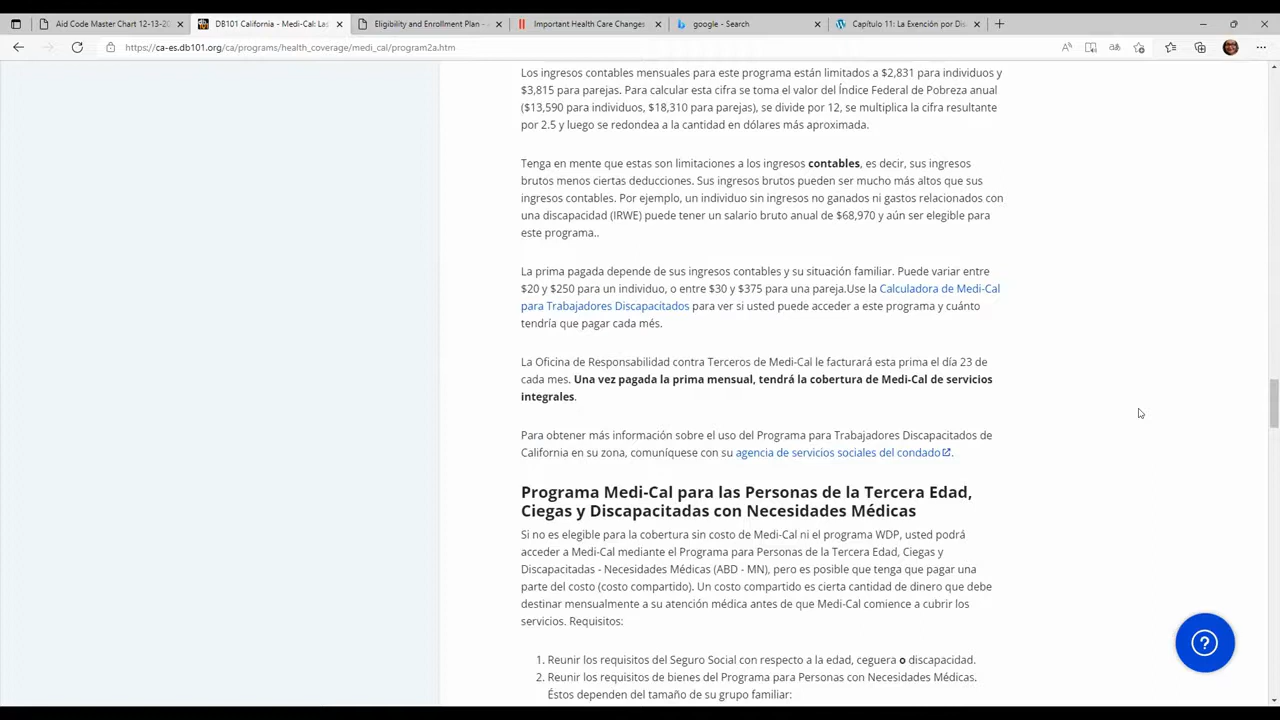 Aid Code Master Chart 12-13-20
DB101 California - Medi-Cal: Las
Eligibility and Enrollment Plan -
Important Health Care Changes
google - Search
Capítulo 11: La Exención por Dis
https://ca-es.db101.org/ca/programs/health_coverage/medi_cal/program2a.htm
Los ingresos contables mensuales para este programa están limitados a $2,831 para individuos y
$3,815 para parejas. Para calcular esta cifra se toma el valor del Índice Federal de Pobreza anual
($13,590 para individuos, $18,310 para parejas), se divide por 12, se multiplica la cifra resultante
por 2.5 y luego se redondea a la cantidad en dólares más aproximada.
Tenga en mente que estas son limitaciones a los ingresos contables, es decir, sus ingresos
brutos menos ciertas deducciones. Sus ingresos brutos pueden ser mucho más altos que sus
ingresos contables. Por ejemplo, un individuo sin ingresos no ganados ni gastos relacionados con
una discapacidad (IRWE) puede tener un salario bruto anual de $68,970 y aún ser elegible para
este programa..
La prima pagada depende de sus ingresos contables y su situación familiar. Puede variar entre
$20 y $250 para un individuo, o entre $30 y $375 para una pareja.Use la Calculadora de Medi-Cal
para Trabajadores Discapacitados para ver si usted puede acceder a este programa y cuánto
tendría que pagar cada més.
La Oficina de Responsabilidad contra Terceros de Medi-Cal le facturará esta prima el día 23 de
cada mes. Una vez pagada la prima mensual, tendrá la cobertura de Medi-Cal de servicios
integrales.
Para obtener más información sobre el uso del Programa para Trabajadores Discapacitados de
California en su zona, comuníquese con su agencia de servicios sociales del condado.
Programa Medi-Cal para las Personas de la Tercera Edad,
Ciegas y Discapacitadas con Necesidades Médicas
Si no es elegible para la cobertura sin costo de Medi-Cal ni el programa WDP, usted podrá
acceder a Medi-Cal mediante el Programa para Personas de la Tercera Edad, Ciegas y
Discapacitadas - Necesidades Médicas (ABD - MN), pero es posible que tenga que pagar una
parte del costo (costo compartido). Un costo compartido es cierta cantidad de dinero que debe
destinar mensualmente a su atención médica antes de que Medi-Cal comience a cubrir los
servicios. Requisitos:
1. Reunir los requisitos del Seguro Social con respecto a la edad, ceguera o discapacidad.
2. Reunir los requisitos de bienes del Programa para Personas con Necesidades Médicas.
Éstos dependen del tamaño de su grupo familiar: